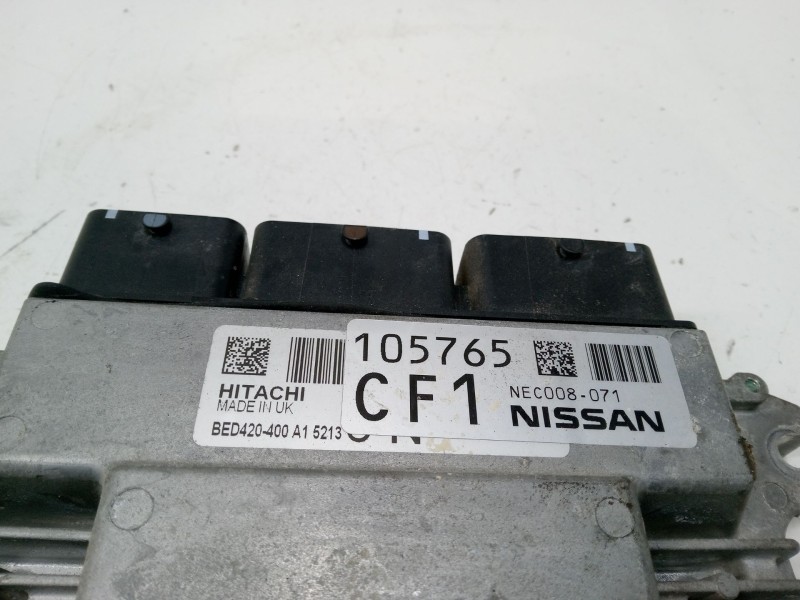 105765
CF1
NEC008-071
NISSAN
HITACHI
MADE IN UK
BED420-400 A1 5213